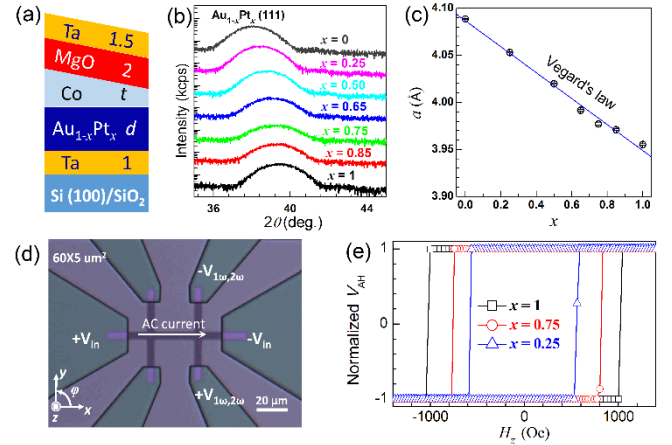 (a)
Ta 1.5
MgO 2
Co t
Au1-xPtx d
Ta 1
Si (100)/SiO2
(b)
Au1-xPtx (111)
x = 0
x = 0.25
x = 0.50
x = 0.65
x = 0.75
x = 0.85
x = 1
Intensity (kcps)
35
40
2θ(deg.)
(c)
a (Å)
4.10
4.05
4.00
3.95
3.90
Vegard's law
0.0 0.2 0.4 0.6 0.8 1.0
x
(d)
60X5 um2
-V1ω,2ω
AC current
+Vin
-Vin
+V1ω,2ω
y
φ
z
x
20 μm
(e)
Normalized VAH
1
0
-1
x = 1
x = 0.75
x = 0.25
-1000
0
1000
Hz (Oe)